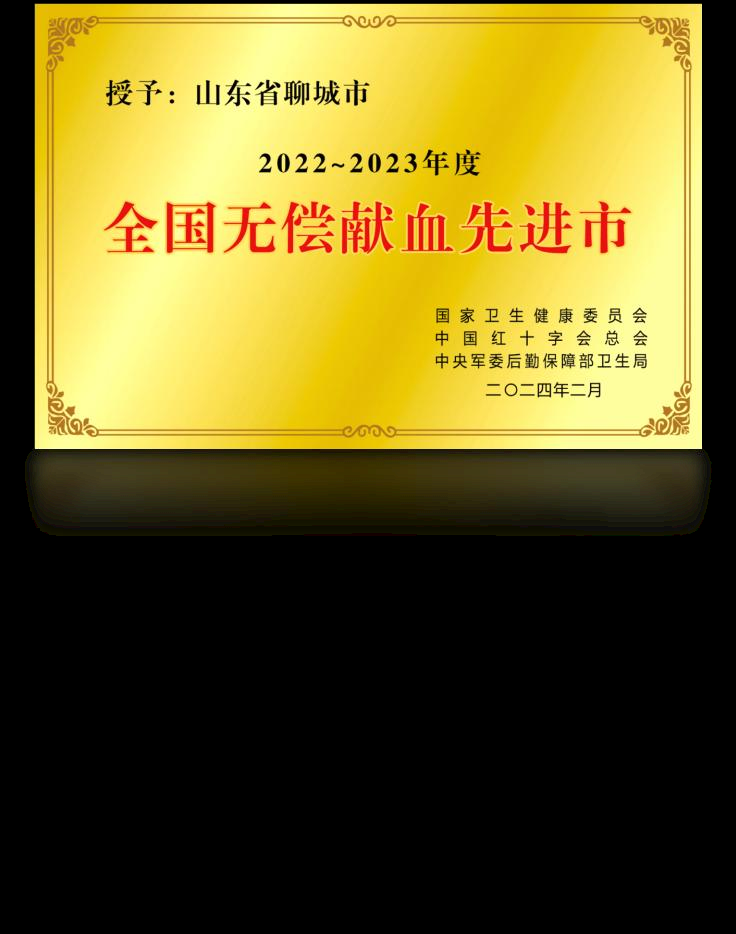 授予：山东省聊城市
2022~2023年度
全国无偿献血先进市
国家卫生健康委员会
中国红十字会总会
中央军委后勤保障部卫生局
二〇二四年二月